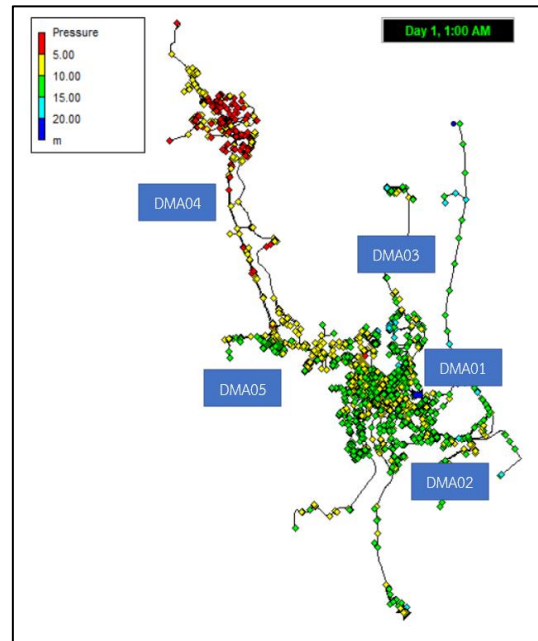 Pressure
5.00
10.00
15.00
20.00
m
Day 1, 1:00 AM
DMA04
DMA03
DMA01
DMA05
DMA02